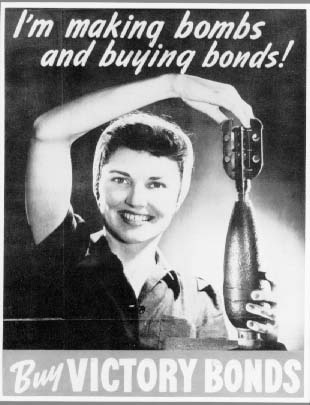 I'm making bombs
and buying bonds!
Buy VICTORY BONDS